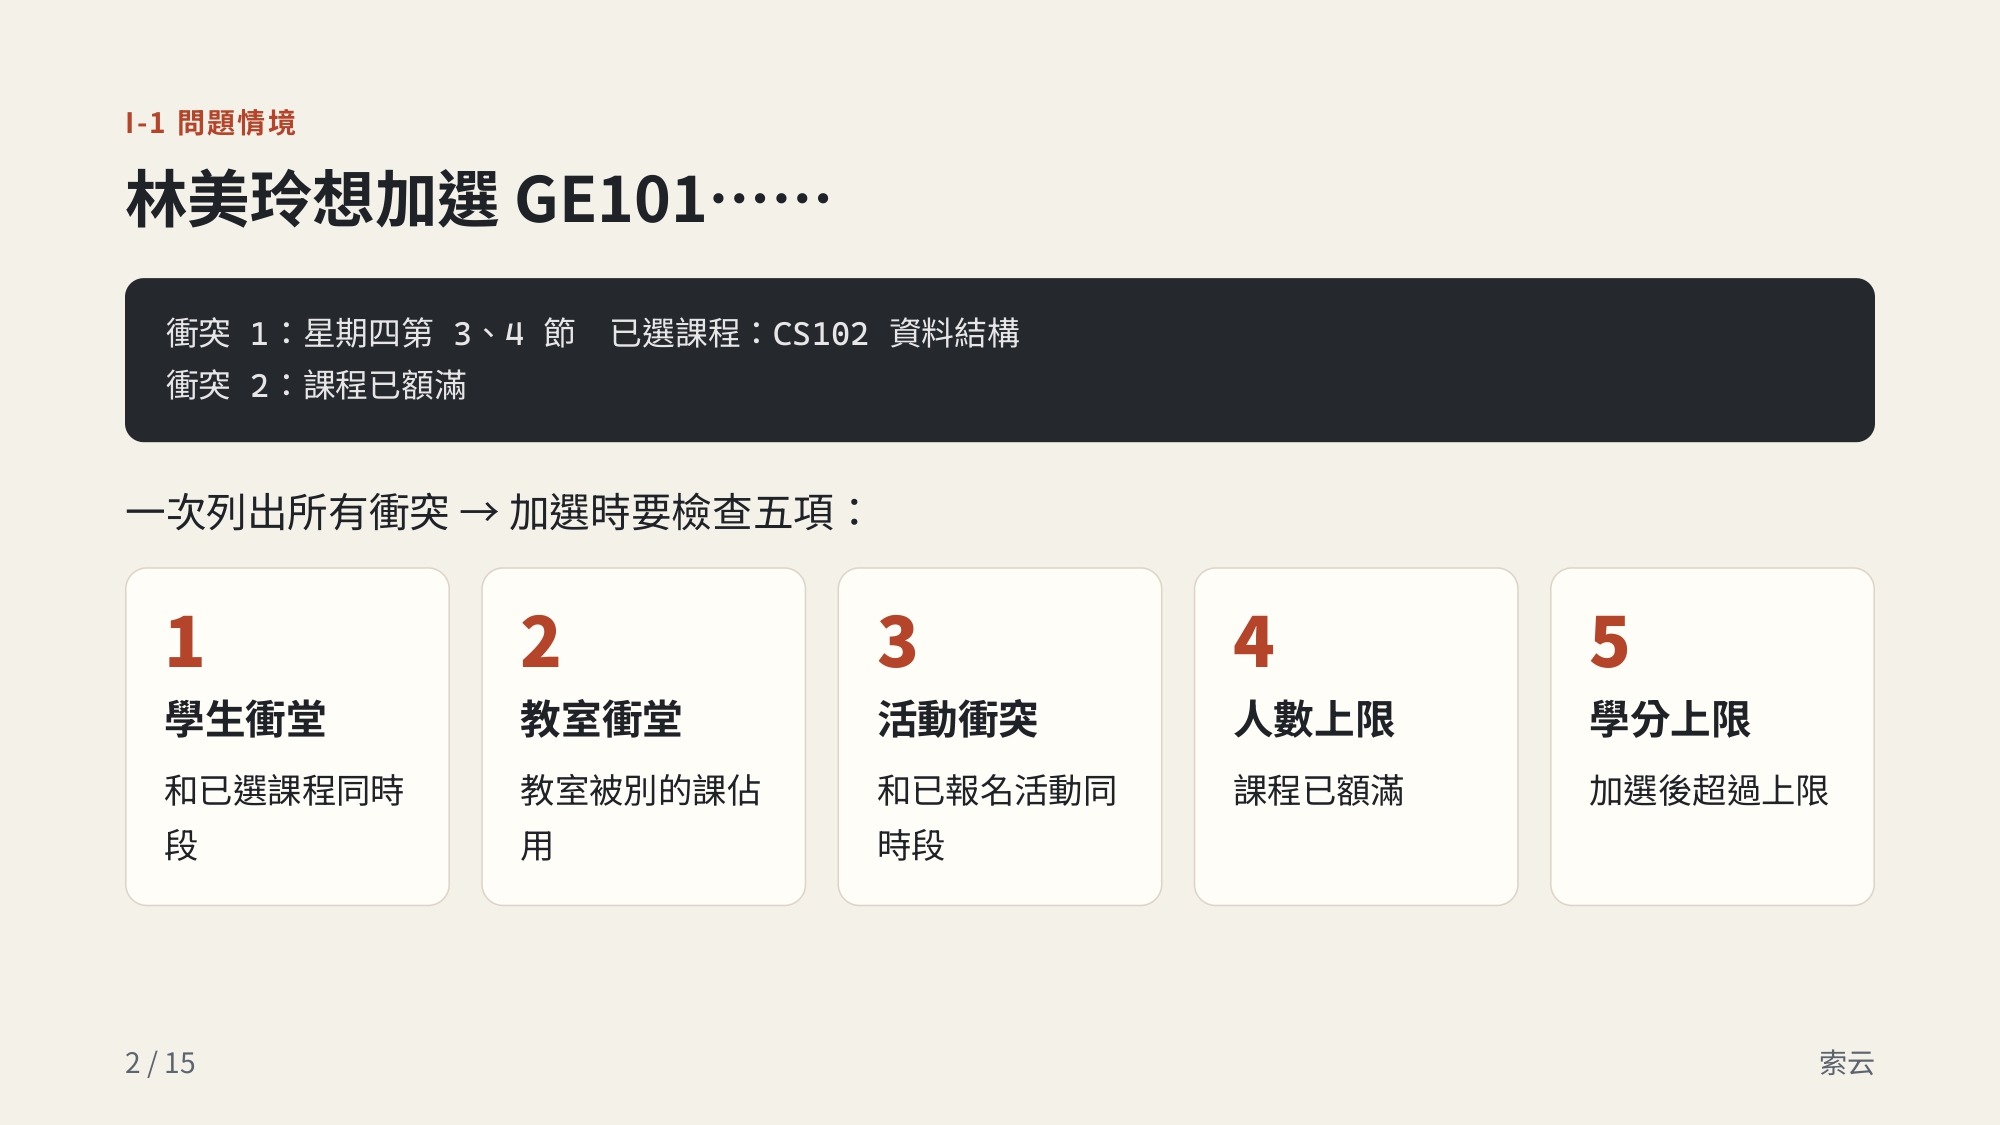 I-1 問題情境
林美玲想加選 GE101⋯⋯
衝突 1：星期四第 3、4 節　已選課程：CS102 資料結構
衝突 2：課程已額滿
一次列出所有衝突 → 加選時要檢查五項：
1
學生衝堂
和已選課程同時
段
2
教室衝堂
教室被別的課佔
用
3
活動衝突
和已報名活動同
時段
4
人數上限
課程已額滿
5
學分上限
加選後超過上限
2 / 15
索云